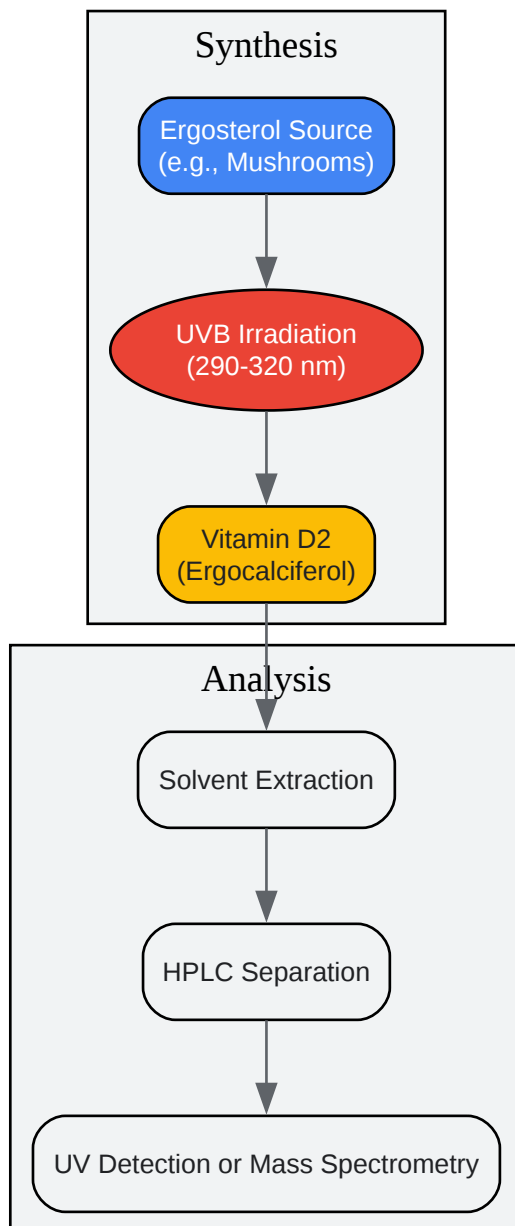 Synthesis
Ergosterol Source
(e.g., Mushrooms)
UVB Irradiation
(290-320 nm)
Vitamin D2
(Ergocalciferol)
Analysis
Solvent Extraction
HPLC Separation
UV Detection or Mass Spectrometry